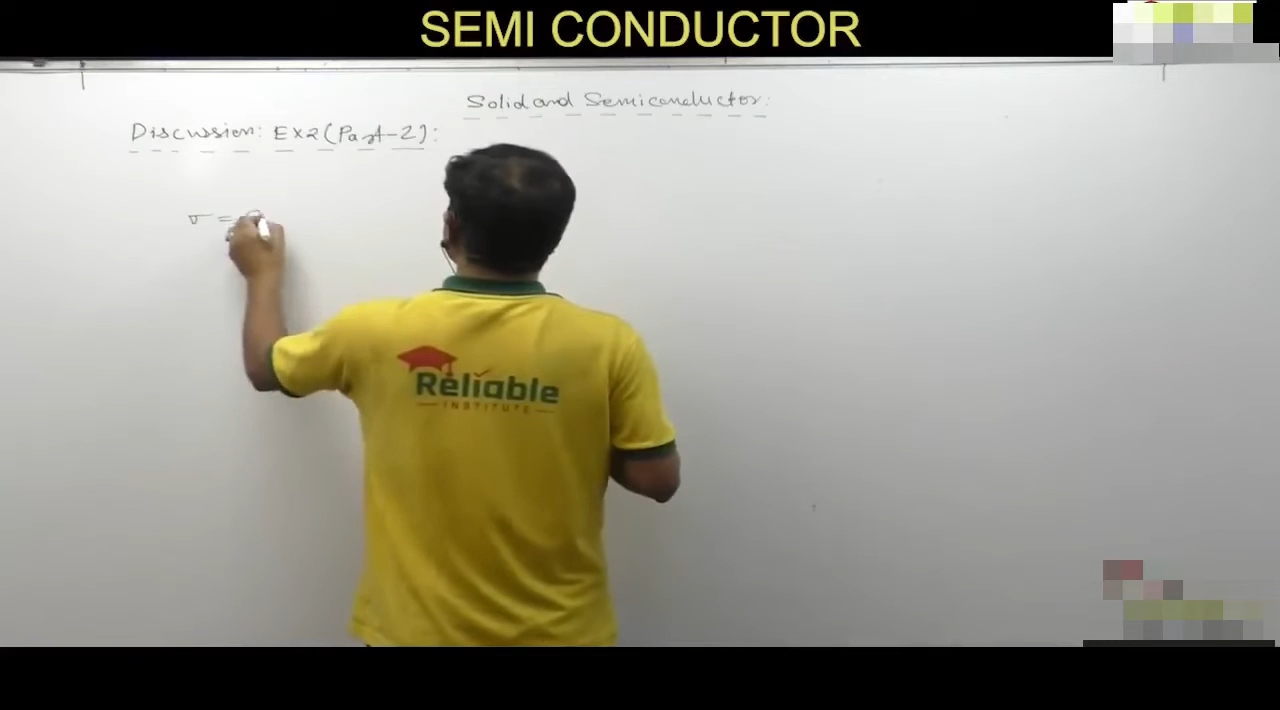 SEMI CONDUCTOR
Solid and Semiconductor:
Discussion: EX2 (Part-2):
σ =
Reliable
INSTITUTE